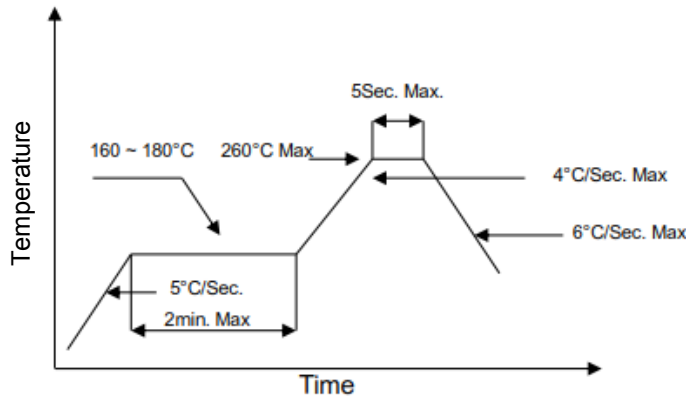 5Sec. Max.
160 ~ 180°C
260°C Max
4°C/Sec. Max
6°C/Sec. Max
5°C/Sec.
2min. Max
Temperature
Time